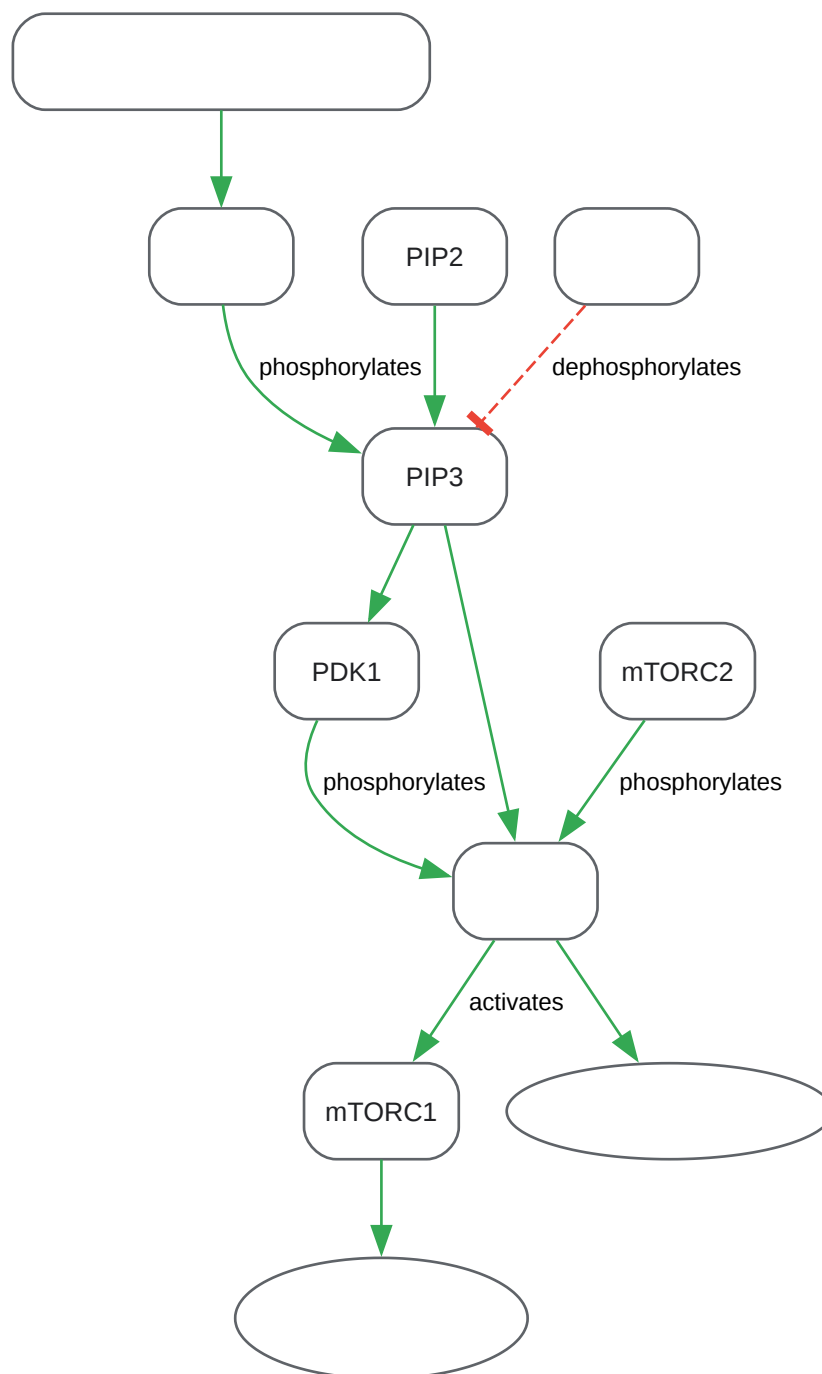 PIP2
phosphorylates
dephosphorylates
PIP3
PDK1
mTORC2
phosphorylates
phosphorylates
activates
mTORC1